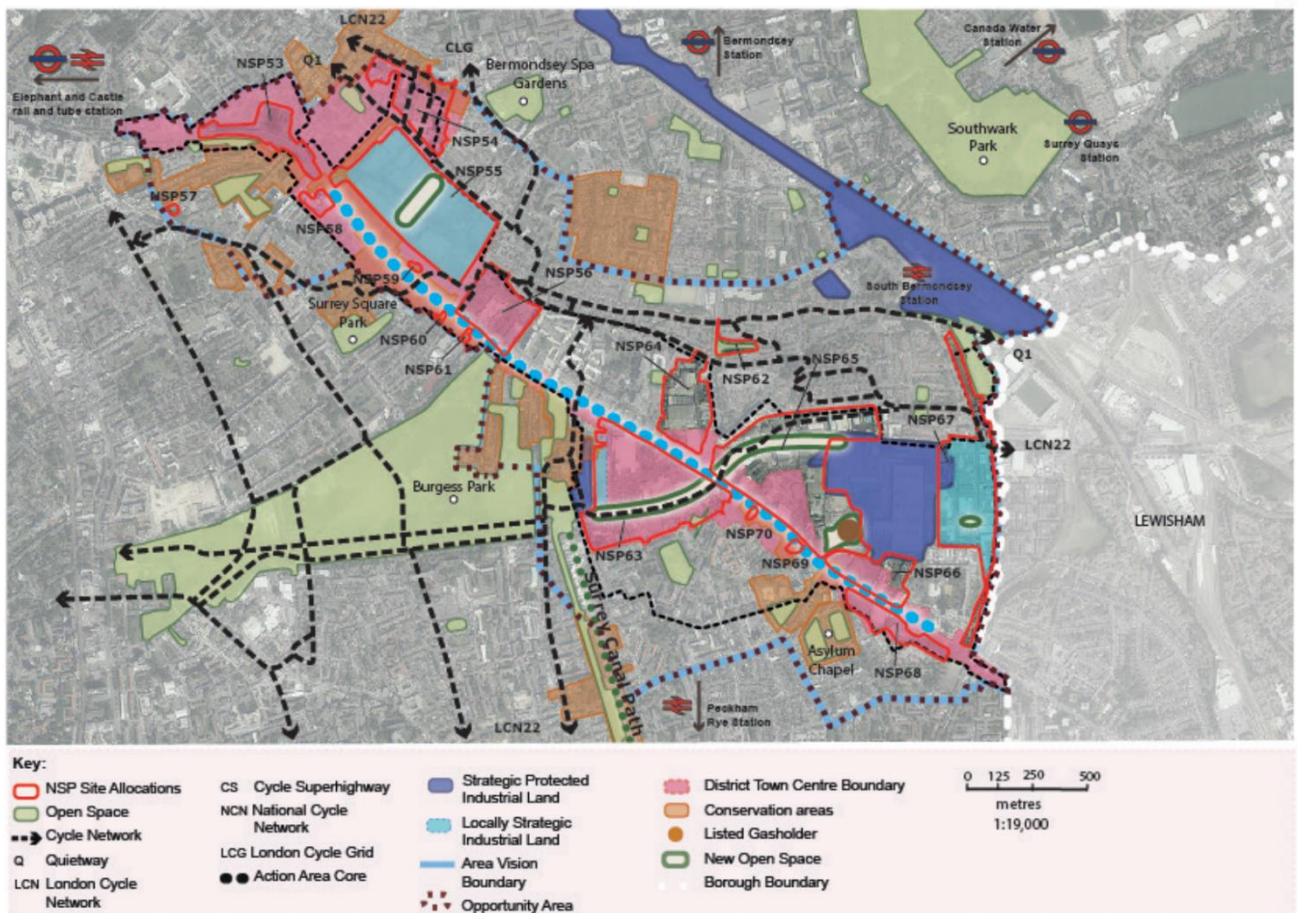 LCN22
CLG
Q1
NSP53
Elephant and Castle
rail and tube station
Bermondsey
Station
Canada Water
Station
Bermondsey Spa
Gardens
NSP54
Southwark
Park
Surrey Quays
Station
NSP55
NSP57
NSP58
NSP56
South Bermondsey
Station
NSP59
Surrey Square
Park
NSP60
NSP61
NSP64
NSP62
NSP65
Q1
NSP67
LCN22
Burgess Park
LEWISHAM
NSP63
NSP70
NSP69
NSP66
Surrey Canal Path
Asylum
Chapel
NSP68
Peckham
Rye Station
LCN22
Key:
NSP Site Allocations
Open Space
Cycle Network
Q Quietway
LCN London Cycle
Network
CS Cycle Superhighway
NCN National Cycle
Network
LCG London Cycle Grid
Action Area Core
Strategic Protected
Industrial Land
Locally Strategic
Industrial Land
Area Vision
Boundary
Opportunity Area
District Town Centre Boundary
Conservation areas
Listed Gasholder
New Open Space
Borough Boundary
0 125 250 500
metres
1:19,000